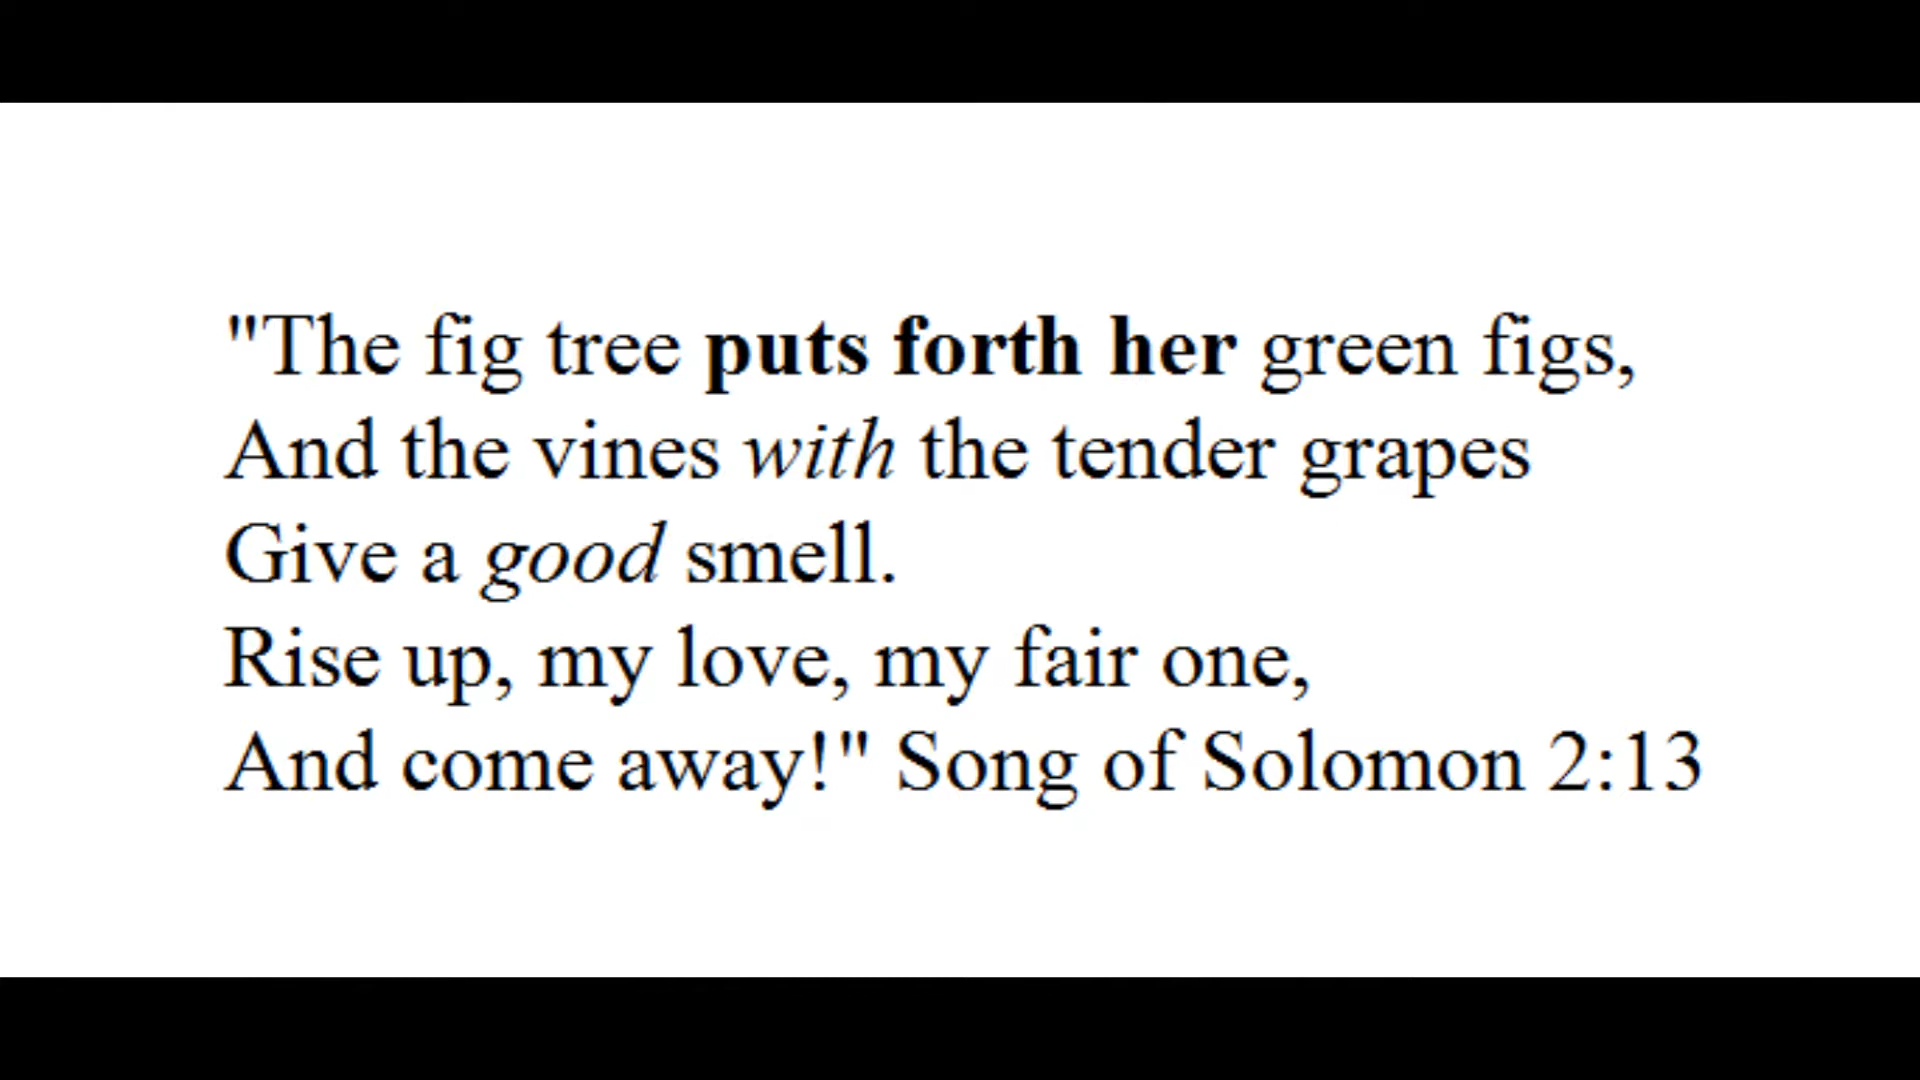 "The fig tree puts forth her green figs,
And the vines with the tender grapes
Give a good smell.
Rise up, my love, my fair one,
And come away!" Song of Solomon 2:13